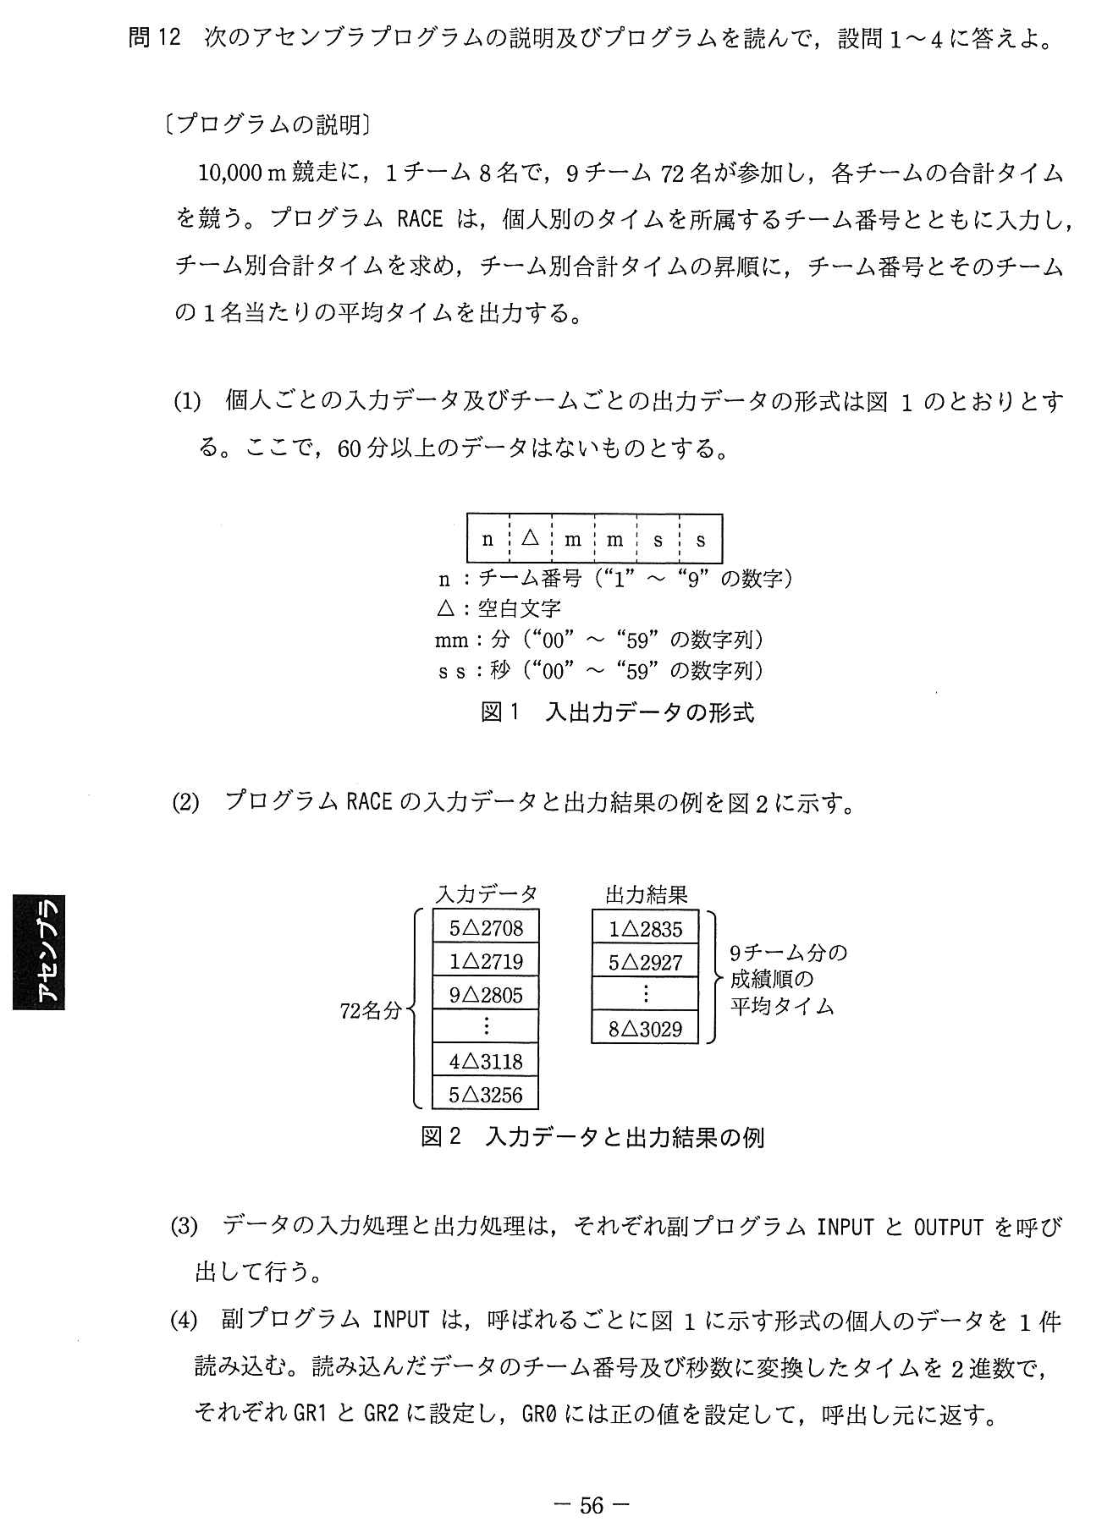 問12 次のアセンブラプログラムの説明及びプログラムを読んで，設問1～4に答えよ。
〔プログラムの説明〕
10,000 m 競走に，1チーム8名で，9チーム 72名が参加し，各チームの合計タイム
を競う。プログラム RACE は，個人別のタイムを所属するチーム番号とともに入力し，
チーム別合計タイムを求め，チーム別合計タイムの昇順に，チーム番号とそのチーム
の1名当たりの平均タイムを出力する。
(1) 個人ごとの入力データ及びチームごとの出力データの形式は図 1 のとおりとす
る。ここで，60分以上のデータはないものとする。
n △ m m s s
n：チーム番号（“1” ～ “9” の数字）
△：空白文字
mm：分（“00” ～ “59” の数字列）
s s：秒（“00” ～ “59” の数字列）
図1 入出力データの形式
(2) プログラム RACE の入力データと出力結果の例を図2に示す。
アセンブラ
入力データ
72名分
5△2708
1△2719
9△2805
⋮
4△3118
5△3256
出力結果
1△2835
5△2927
⋮
8△3029
9チーム分の
成績順の
平均タイム
図2 入力データと出力結果の例
(3) データの入力処理と出力処理は，それぞれ副プログラム INPUT と OUTPUT を呼び
出して行う。
(4) 副プログラム INPUT は，呼ばれるごとに図 1 に示す形式の個人のデータを 1 件
読み込む。読み込んだデータのチーム番号及び秒数に変換したタイムを2進数で，
それぞれ GR1 と GR2 に設定し，GR0 には正の値を設定して，呼出し元に返す。
－ 56 －